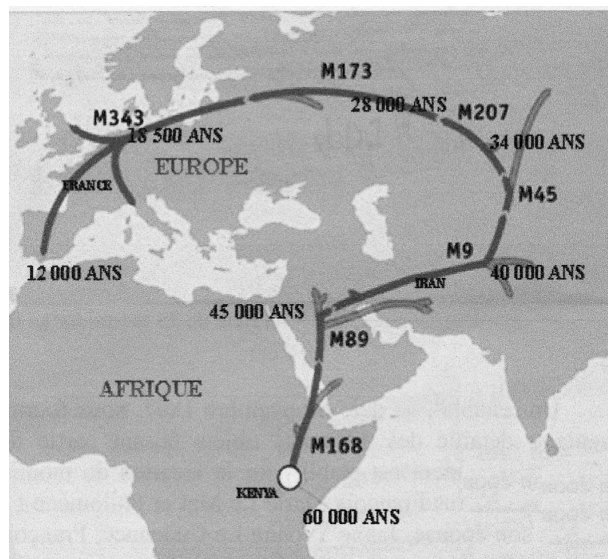 M173
28 000 ANS
M343
M207
18 500 ANS
34 000 ANS
EUROPE
FRANCE
M45
M9
12 000 ANS
40 000 ANS
IRAN
45 000 ANS
M89
AFRIQUE
M168
KENYA
60 000 ANS